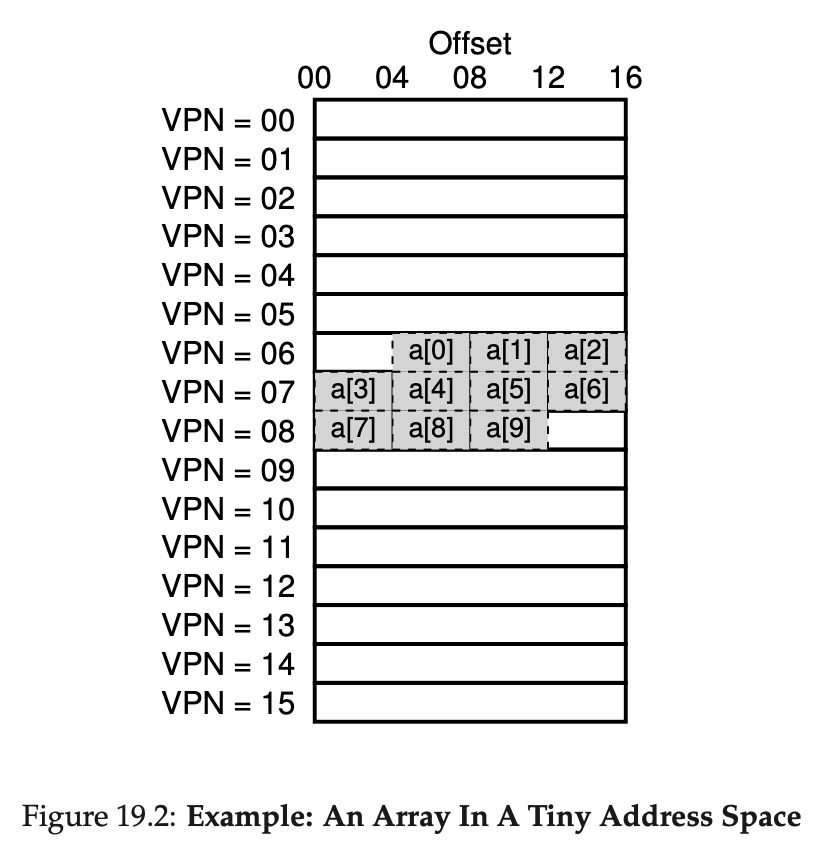 Offset
00 04 08 12 16
VPN = 00
VPN = 01
VPN = 02
VPN = 03
VPN = 04
VPN = 05
VPN = 06 a[0] a[1] a[2]
VPN = 07 a[3] a[4] a[5] a[6]
VPN = 08 a[7] a[8] a[9]
VPN = 09
VPN = 10
VPN = 11
VPN = 12
VPN = 13
VPN = 14
VPN = 15
Figure 19.2: Example: An Array In A Tiny Address Space